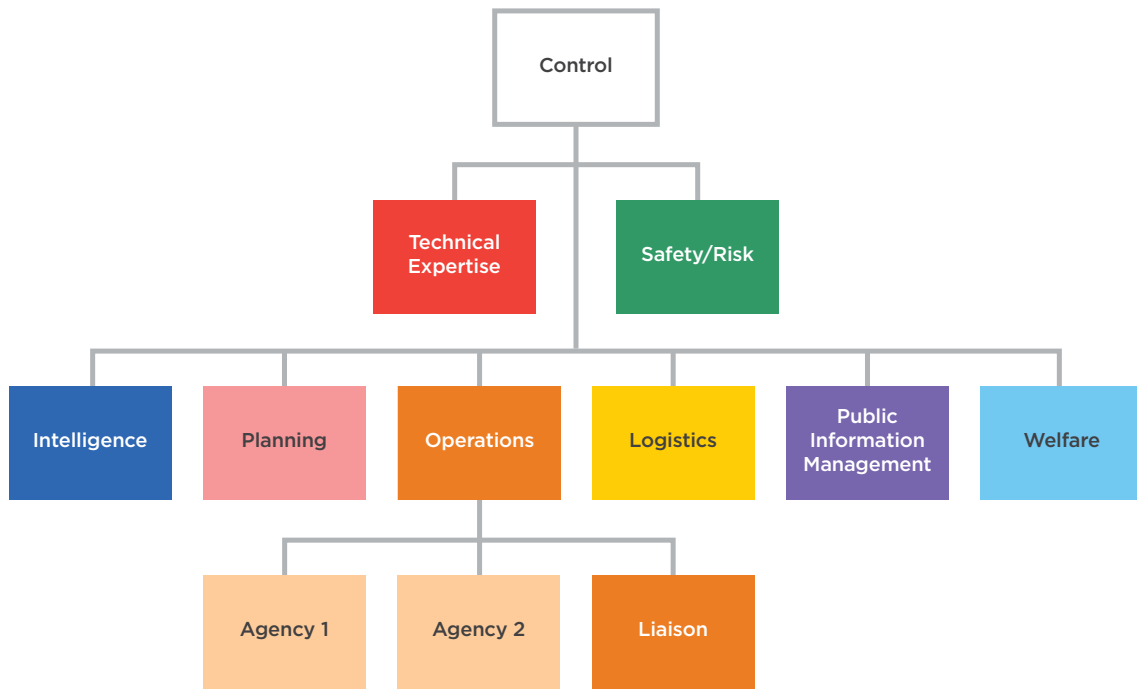 Control
Technical
Expertise
Safety/Risk
Intelligence
Planning
Operations
Logistics
Public
Information
Management
Welfare
Agency 1
Agency 2
Liaison